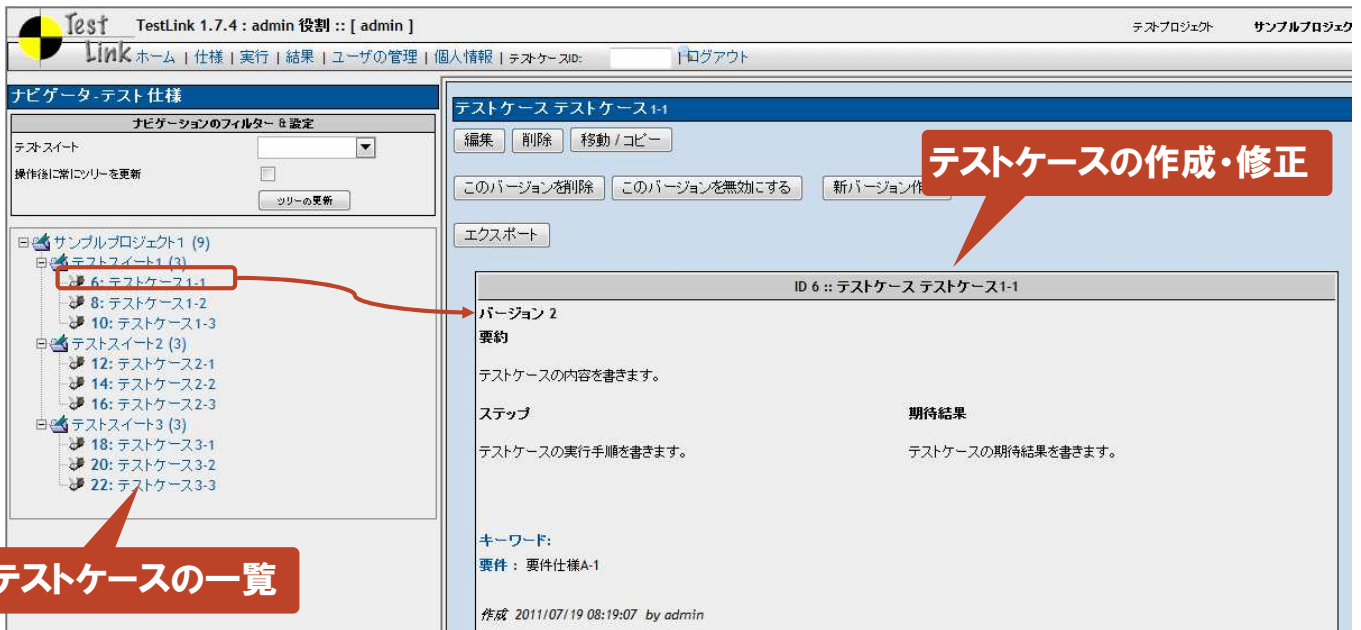 Test Link
TestLink 1.7.4 : admin 役割 :: [ admin ]
テストプロジェクト サンプルプロジェク
ホーム | 仕様 | 実行 | 結果 | ユーザの管理 | 個人情報 | テストケースID: | ログアウト
ナビゲータ-テスト仕様
ナビゲーションのフィルター & 設定
テストスイート
操作後に常にツリーを更新
ツリーの更新
サンプルプロジェクト1 (9)
テストスイート1 (3)
6: テストケース1-1
8: テストケース1-2
10: テストケース1-3
テストスイート2 (3)
12: テストケース2-1
14: テストケース2-2
16: テストケース2-3
テストスイート3 (3)
18: テストケース3-1
20: テストケース3-2
22: テストケース3-3
テストケースの一覧
テストケース テストケース1-1
編集 削除 移動 / コピー
テストケースの作成・修正
このバージョンを削除 このバージョンを無効にする 新バージョン作
エクスポート
ID 6 :: テストケース テストケース1-1
バージョン 2
要約
テストケースの内容を書きます。
ステップ 期待結果
テストケースの実行手順を書きます。 テストケースの期待結果を書きます。
キーワード:
要件 : 要件仕様A-1
作成 2011/07/19 08:19:07 by admin